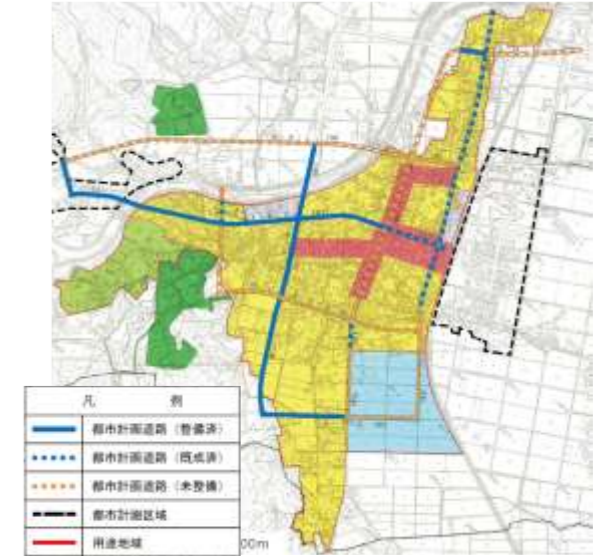 凡 例
都市計画道路（整備済）
都市計画道路（既成済）
都市計画道路（未整備）
都市計画区域
用途地域
00m